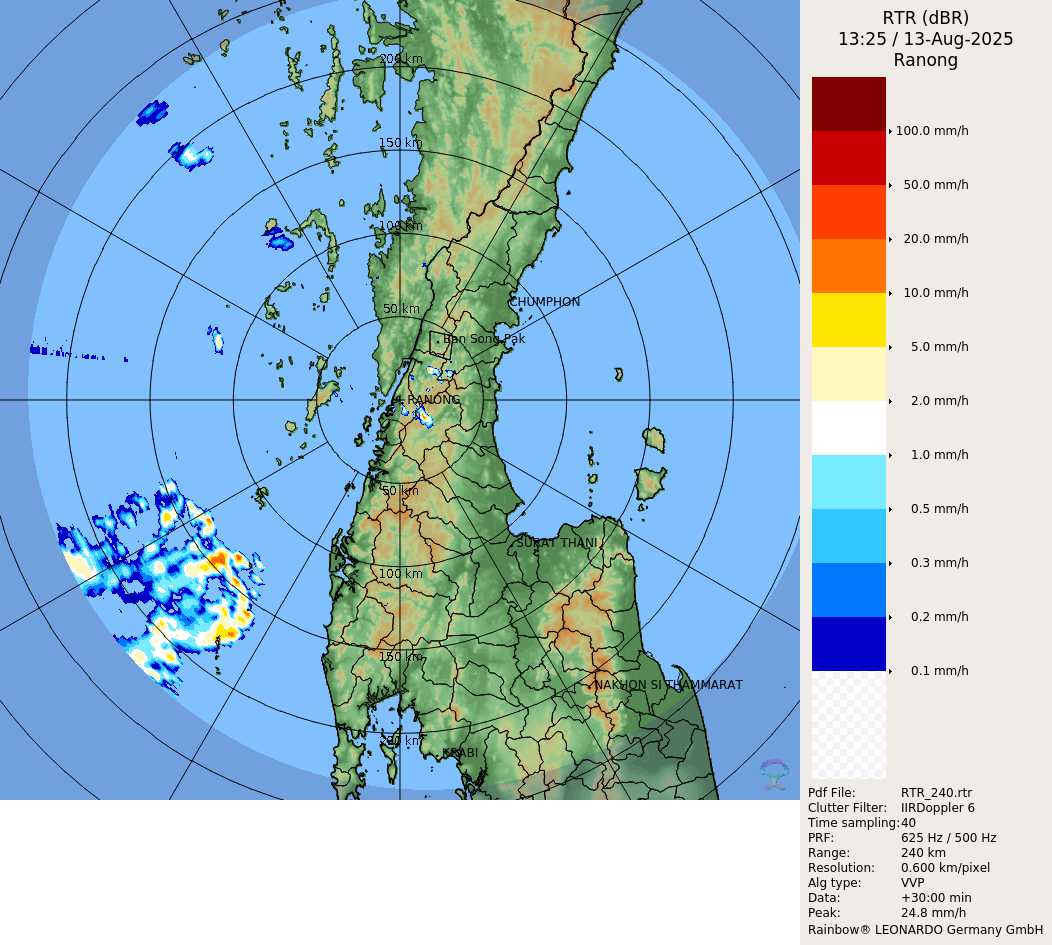 RTR (dBR)
13:25 / 13-Aug-2025
Ranong
200 km
150 km
100 km
50 km
CHUMPHON
Ban Song Pak
RANONG
50 km
SURAT THANI
100 km
150 km
NAKHON SI THAMMARAT
200 km
KRABI
100.0 mm/h
50.0 mm/h
20.0 mm/h
10.0 mm/h
5.0 mm/h
2.0 mm/h
1.0 mm/h
0.5 mm/h
0.3 mm/h
0.2 mm/h
0.1 mm/h
Pdf File: RTR_240.rtr
Clutter Filter: IIRDoppler 6
Time sampling: 40
PRF: 625 Hz / 500 Hz
Range: 240 km
Resolution: 0.600 km/pixel
Alg type: VVP
Data: +30:00 min
Peak: 24.8 mm/h
Rainbow® LEONARDO Germany GmbH